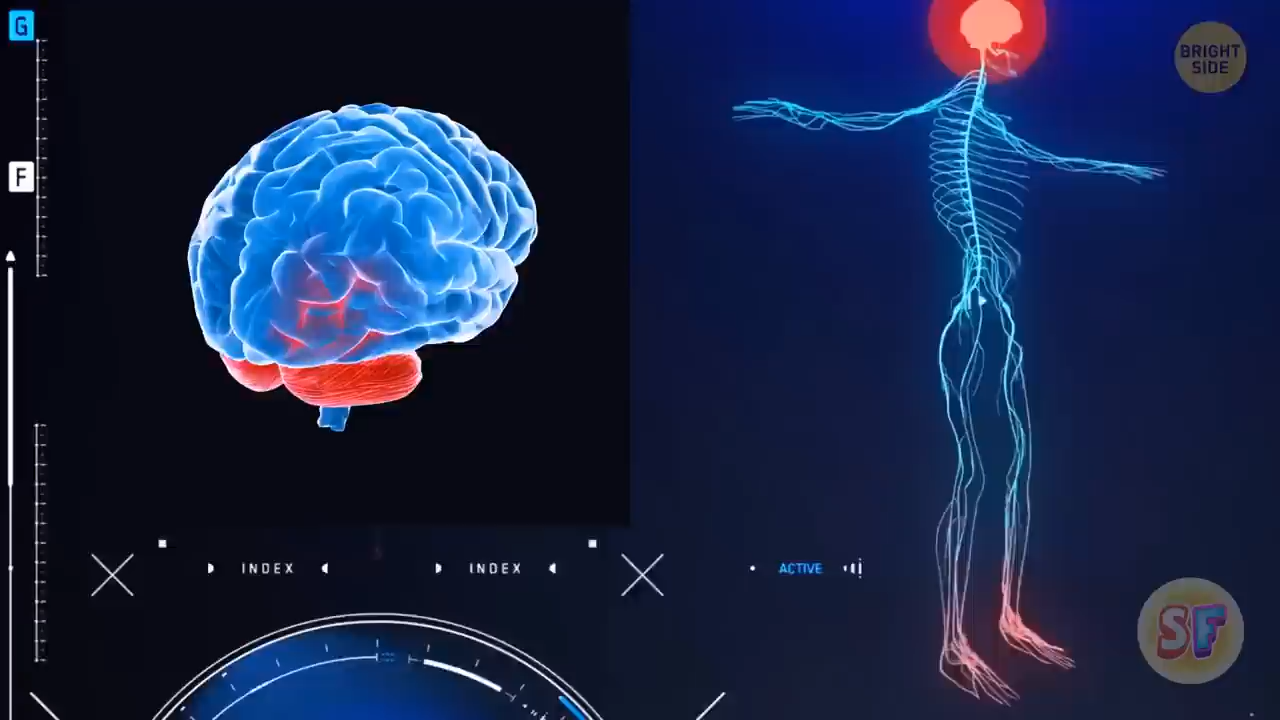 G
BRIGHT
SIDE
F
INDEX
INDEX
ACTIVE
SF